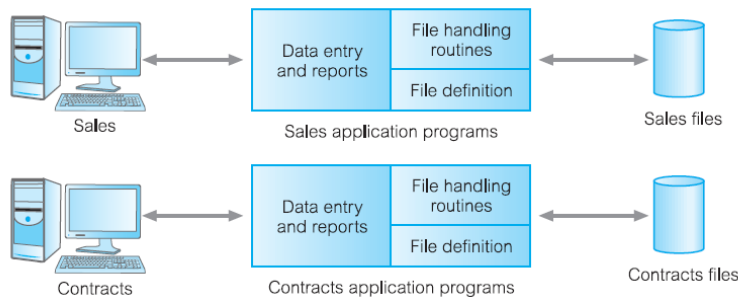 Data entry
and reports
File handling
routines
File definition
Sales
Sales application programs
Sales files
Data entry
and reports
File handling
routines
File definition
Contracts
Contracts application programs
Contracts files